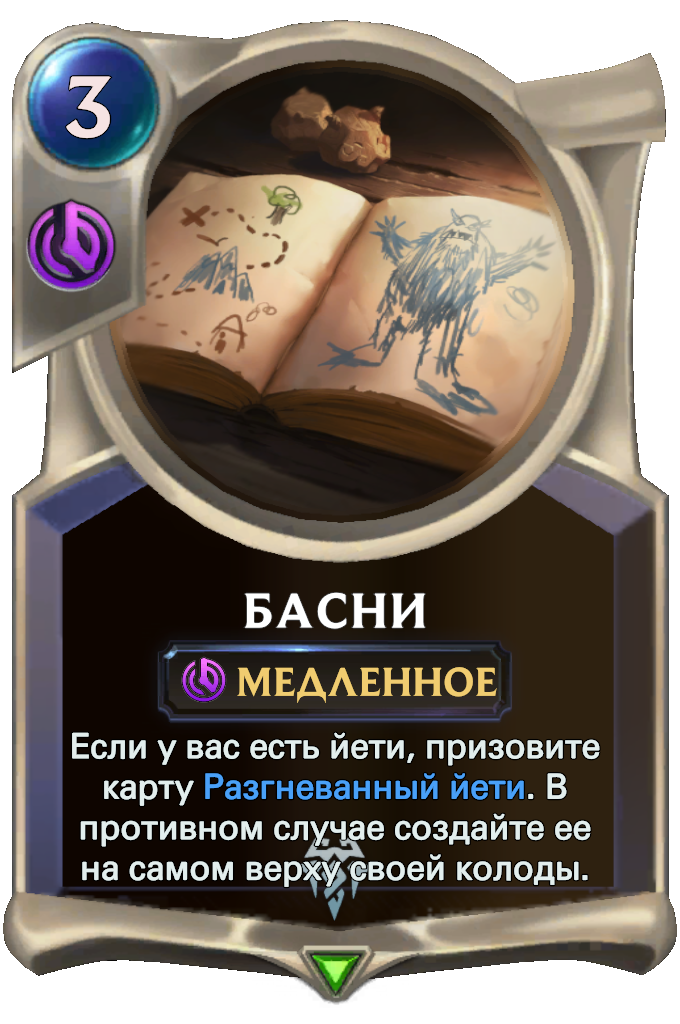 3
БАСНИ
МЕДЛЕННОЕ
Если у вас есть йети, призовите
карту Разгневанный йети. В
противном случае создайте ее
на самом верху своей колоды.